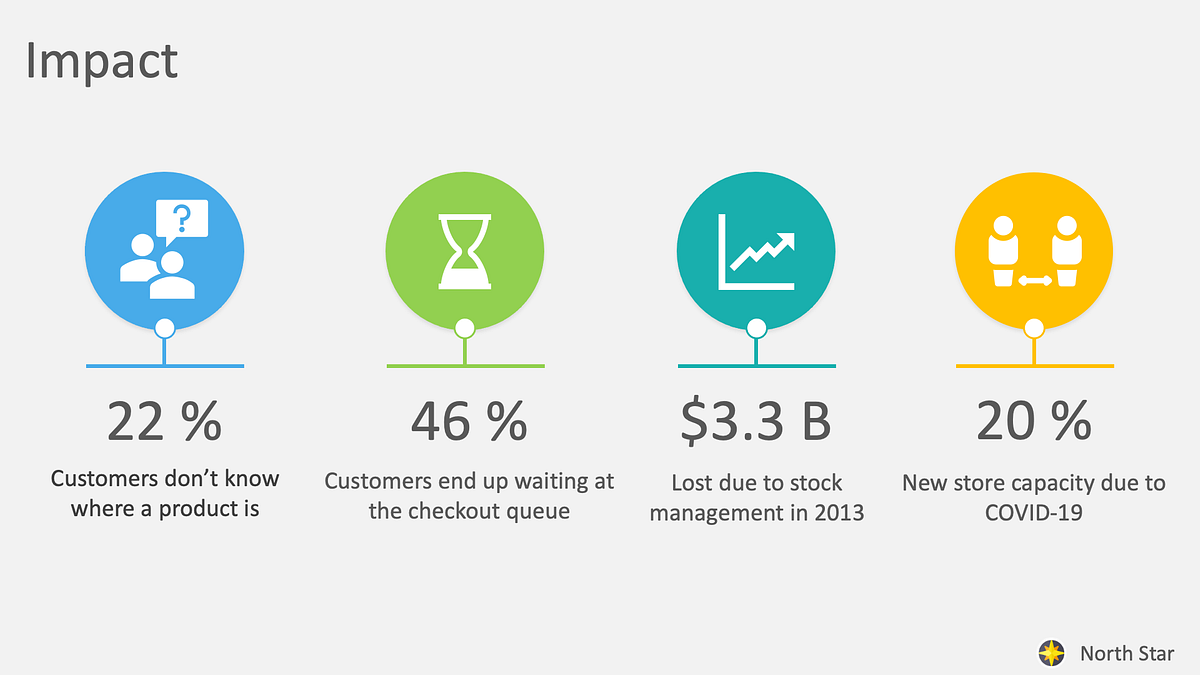 Impact
?
22 %
Customers don’t know
where a product is
46 %
Customers end up waiting at
the checkout queue
$3.3 B
Lost due to stock
management in 2013
20 %
New store capacity due to
COVID-19
North Star